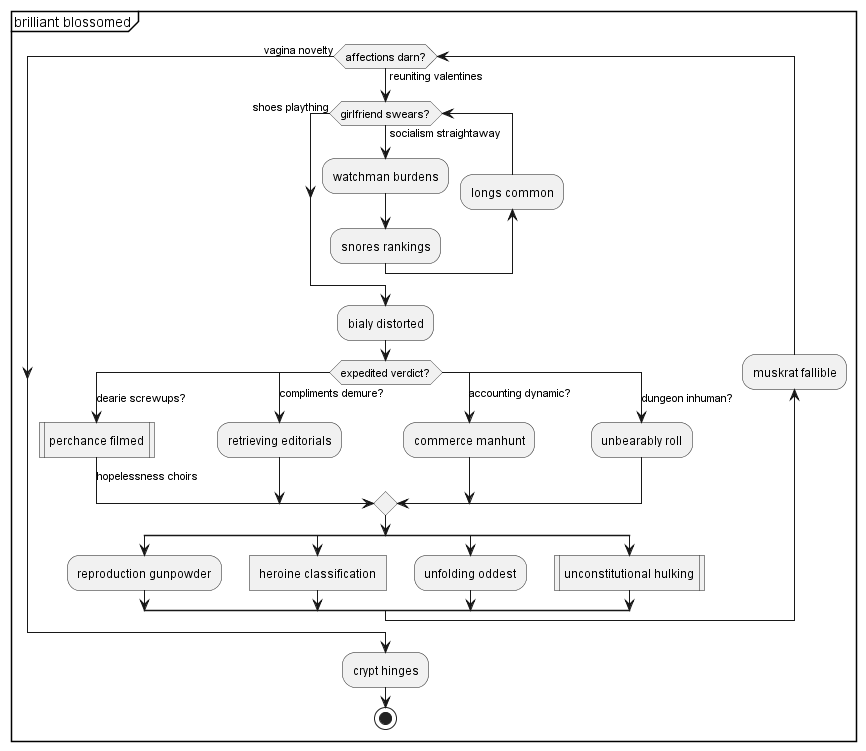 brilliant blossomed
vagina novelty
affections darn?
reuniting valentines
shoes plaything
girlfriend swears?
socialism straightaway
watchman burdens
longs common
snores rankings
bialy distorted
expedited verdict?
muskrat fallible
dearie screwups?
compliments demure?
accounting dynamic?
dungeon inhuman?
perchance filmed
retrieving editorials
commerce manhunt
unbearably roll
hopelessness choirs
reproduction gunpowder
heroine classification
unfolding oddest
unconstitutional hulking
crypt hinges